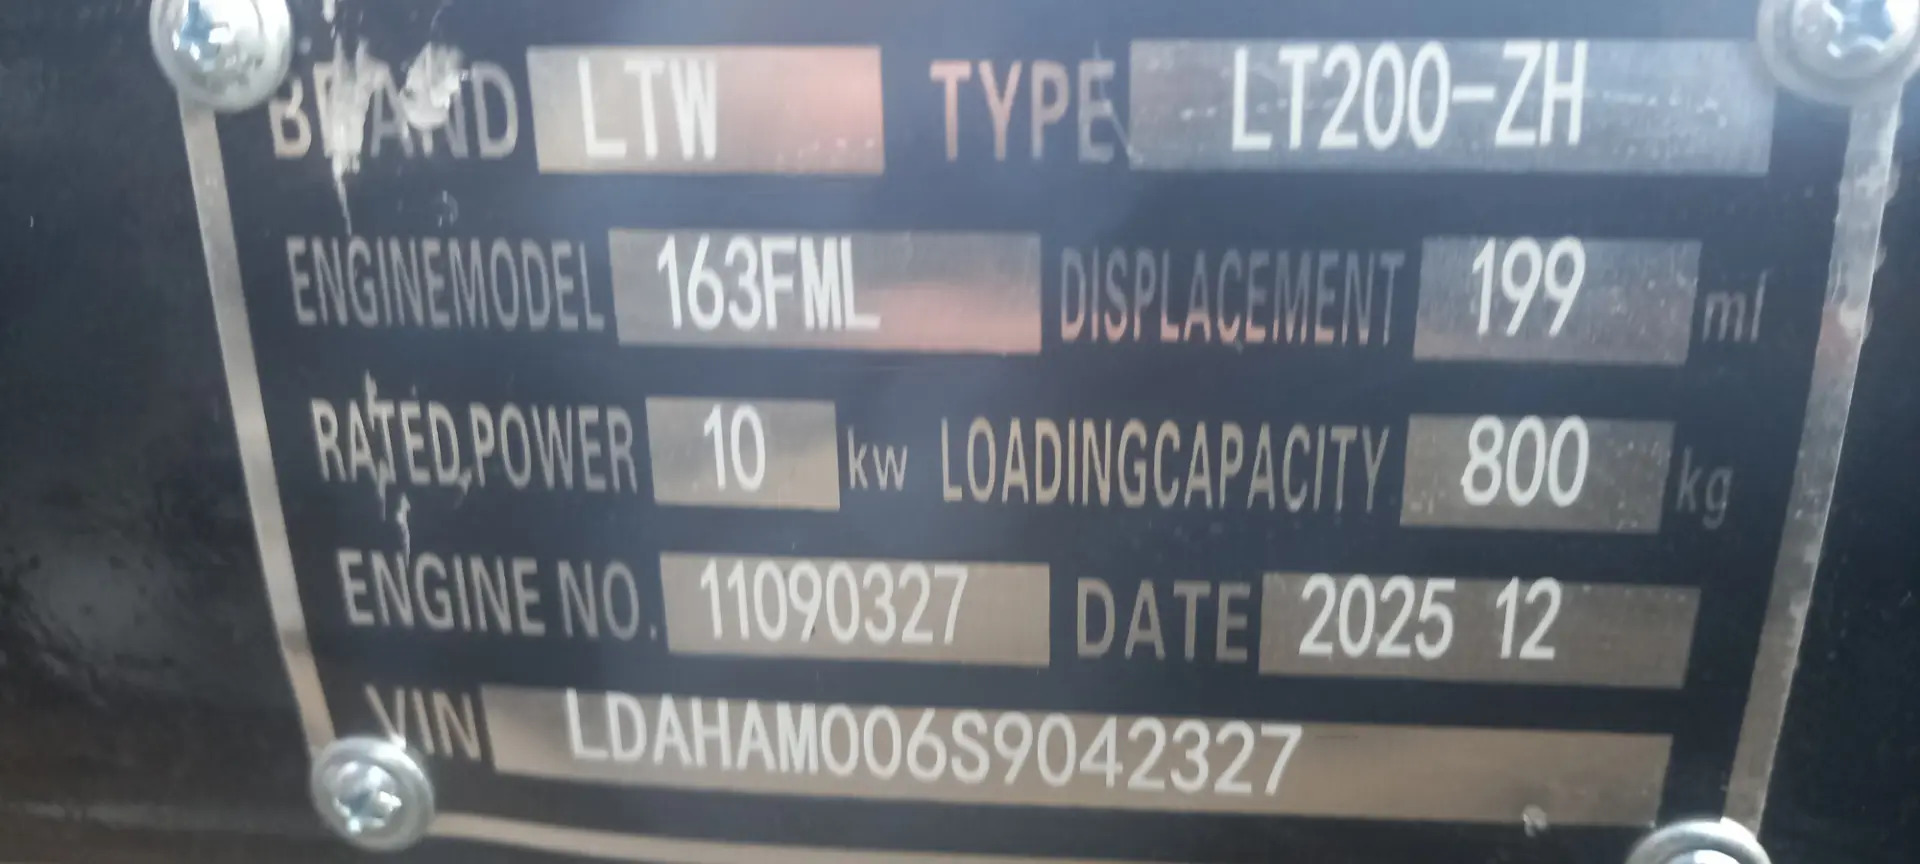 BRAND LTW TYPE LT200-ZH
ENGINEMODEL 163FML DISPLACEMENT 199 ml
RATED.POWER 10 kw LOADINGCAPACITY 800 kg
ENGINE NO. 11090327 DATE 2025 12
VIN LDAHAM006S9042327